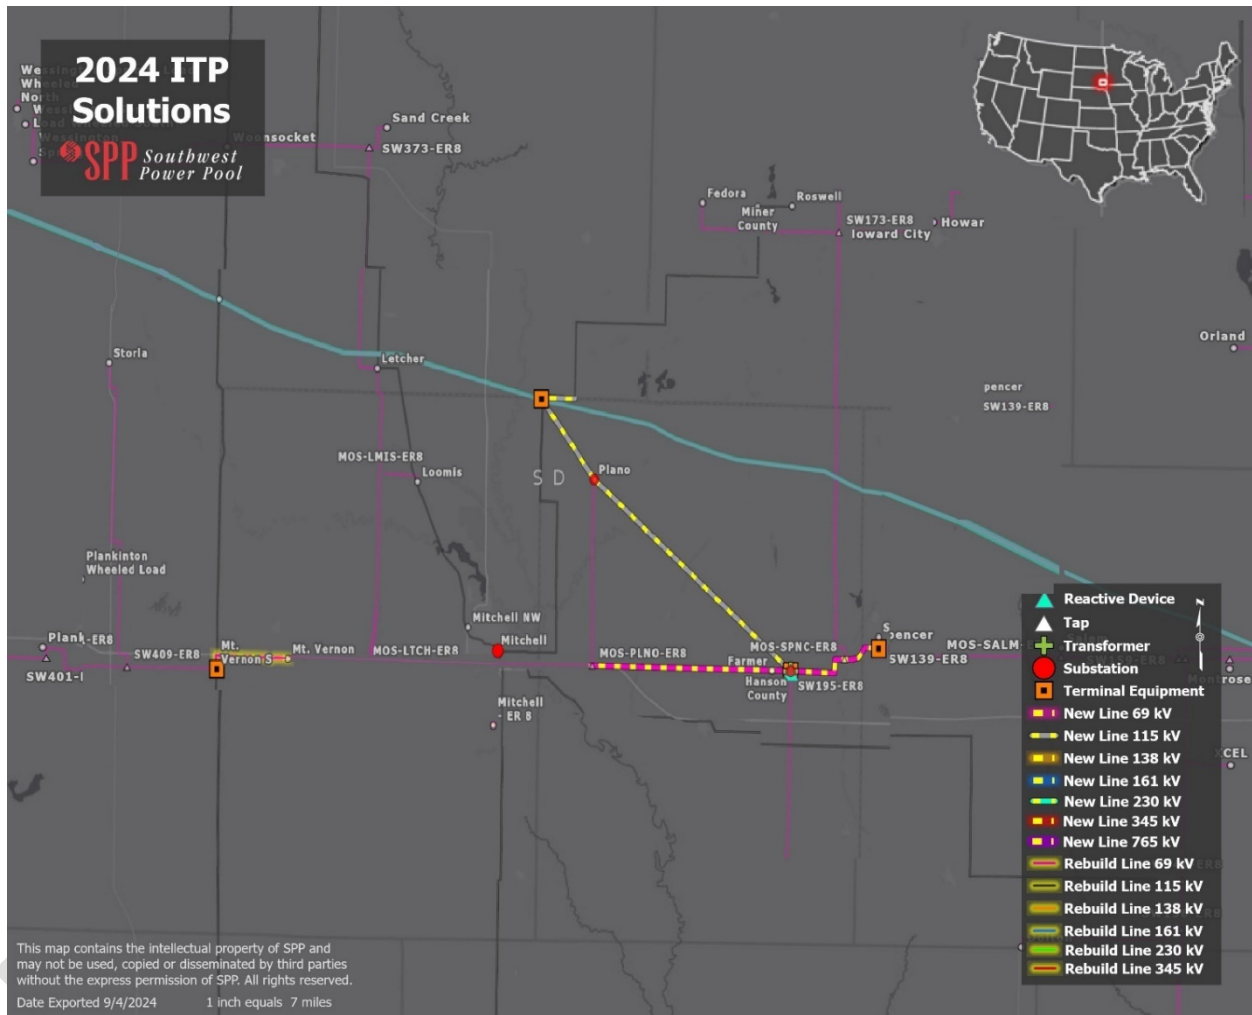 2024 ITP
Solutions
SPP Southwest
Power Pool
Wh
North
Woonsocket
Sand Creek
SW373-ER8
Fedora
Roswell
Miner
County
SW173-ER8
Ioward City
Howar
Orland
Storla
Letcher
pencer
SW139-ER8
MOS-LMIS-ER8
Loomis
S D
Plano
Plankinton
Wheeled Load
Mitchell NW
Mitchell
Plank
-ER8
SW409-ER8
Mt.
Vernon S
Mt. Vernon
MOS-LTCH-ER8
MOS-PLNO-ER8
MOS-SPNC-ER8
Farmer
Hanson
County
SW195-ER8
S
pencer
SW139-ER8
MOS-SALM-E
SW401-I
Montrose
Mitchell
- ER 8
XCEL
N
Reactive Device
Tap
Transformer
Substation
Terminal Equipment
New Line 69 kV
New Line 115 kV
New Line 138 kV
New Line 161 kV
New Line 230 kV
New Line 345 kV
New Line 765 kV
Rebuild Line 69 kV
Rebuild Line 115 kV
Rebuild Line 138 kV
Rebuild Line 161 kV
Rebuild Line 230 kV
Rebuild Line 345 kV
This map contains the intellectual property of SPP and
may not be used, copied or disseminated by third parties
without the express permission of SPP. All rights reserved.
Date Exported 9/4/2024 1 inch equals 7 miles